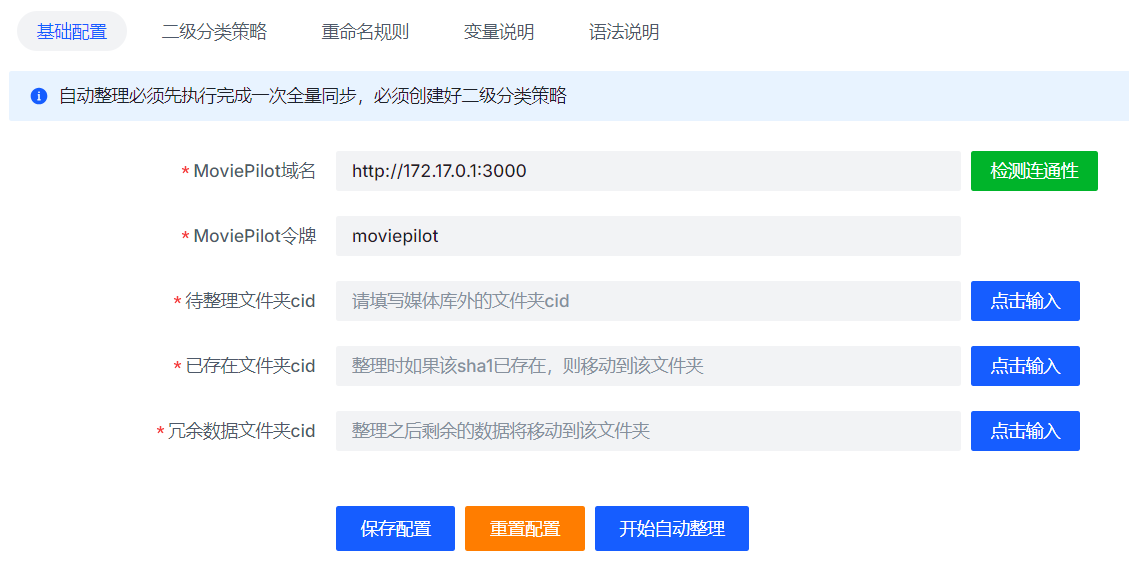 基础配置 二级分类策略 重命名规则 变量说明 语法说明
自动整理必须先执行完成一次全量同步，必须创建好二级分类策略
* MoviePilot域名 http://172.17.0.1:3000 检测连通性
* MoviePilot令牌 moviepilot
* 待整理文件夹cid 请填写媒体库外的文件夹cid 点击输入
* 已存在文件夹cid 整理时如果该sha1已存在，则移动到该文件夹 点击输入
* 冗余数据文件夹cid 整理之后剩余的数据将移动到该文件夹 点击输入
保存配置 重置配置 开始自动整理